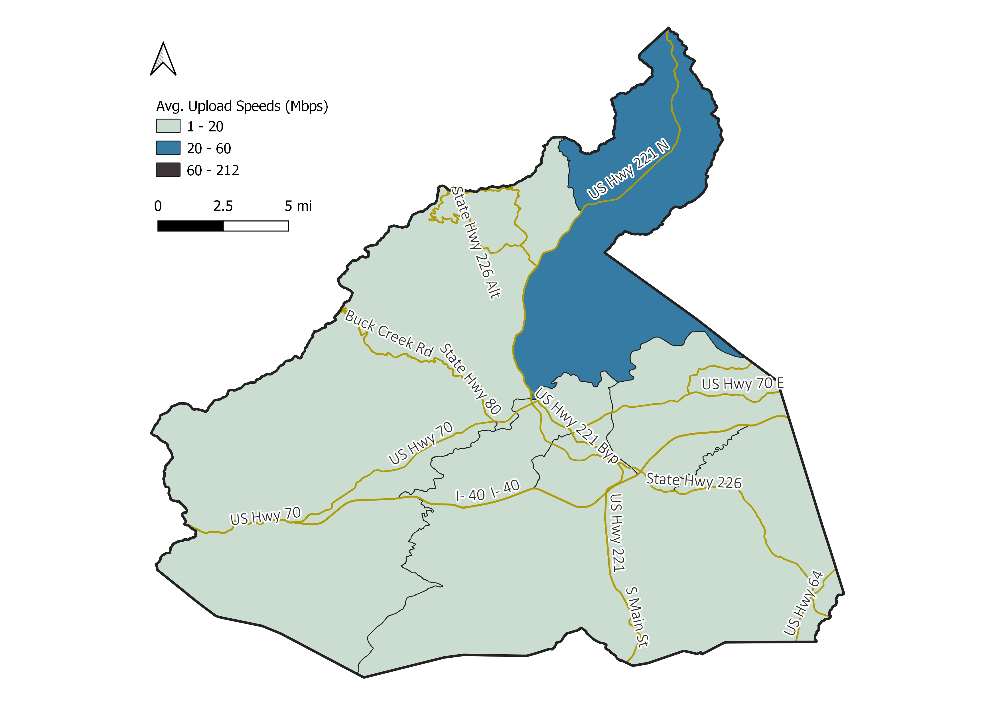 Avg. Upload Speeds (Mbps)
1 - 20
20 - 60
60 - 212
0 2.5 5 mi
US Hwy 221 N
State Hwy 226 Alt
Buck Creek Rd
State Hwy 80
US Hwy 70 E
US Hwy 221 Byp
US Hwy 70
State Hwy 226
I- 40 I- 40
US Hwy 70
US Hwy 221
US Hwy 64
S Main St